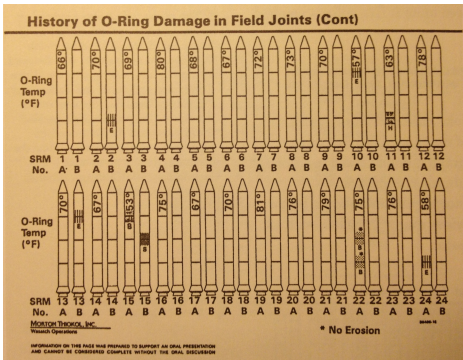 History of O-Ring Damage in Field Joints (Cont)
66° 70° 69° 80° 68° 67° 72° 73° 70° 57° 63° 78°
O-Ring
Temp
(°F)
E E H
SRM 1 1 2 2 3 3 4 4 5 5 6 6 7 7 8 8 9 9 10 10 11 11 12 12
No. A B A B A B A B A B A B A B A B A B A B A B A B
70° 67° 53° 75° 67° 70° 81° 76° 79° 75° 76° 58°
O-Ring
Temp
(°F)
E B B B B E
SRM 13 13 14 14 15 15 16 16 17 17 18 18 19 19 20 20 21 21 22 22 23 23 24 24
No. A B A B A B A B A B A B A B A B A B A B A B A B
MORTON THIOKOL, INC.
Wasatch Operations
* No Erosion
INFORMATION ON THIS PAGE WAS PREPARED TO SUPPORT AN ORAL PRESENTATION
AND CANNOT BE CONSIDERED COMPLETE WITHOUT THE ORAL DISCUSSION